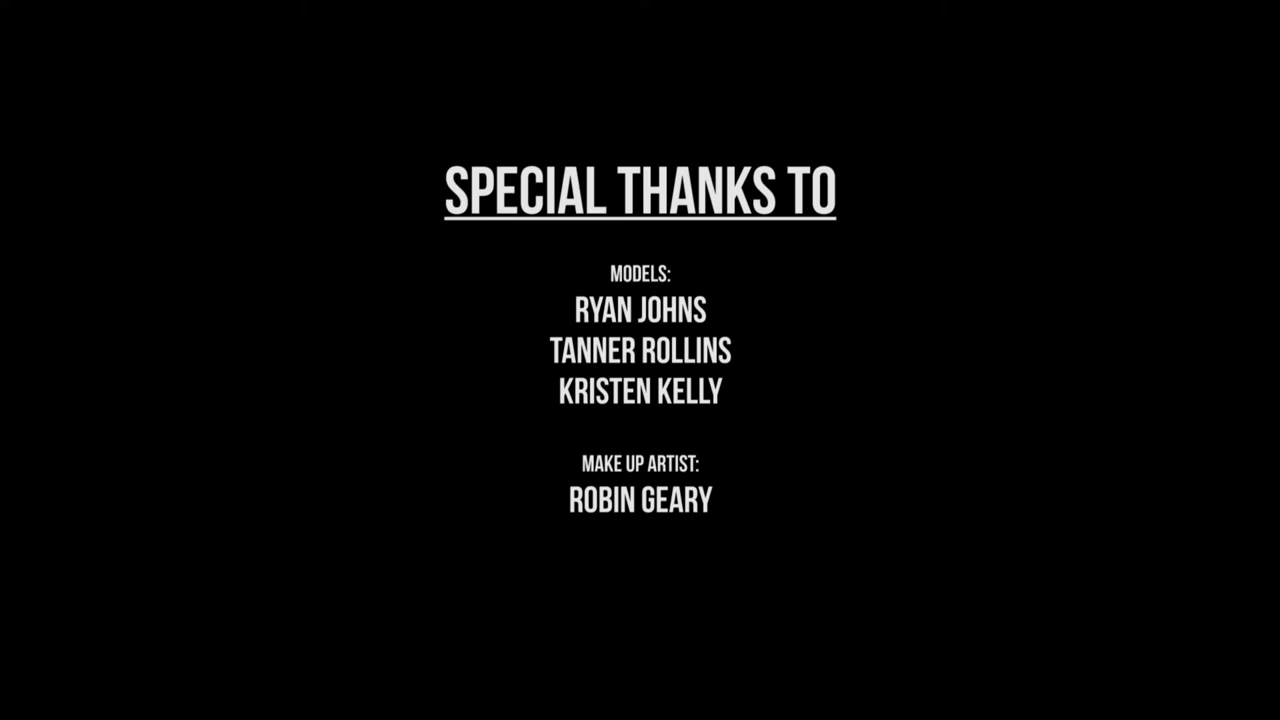 SPECIAL THANKS TO
MODELS:
RYAN JOHNS
TANNER ROLLINS
KRISTEN KELLY
MAKE UP ARTIST:
ROBIN GEARY